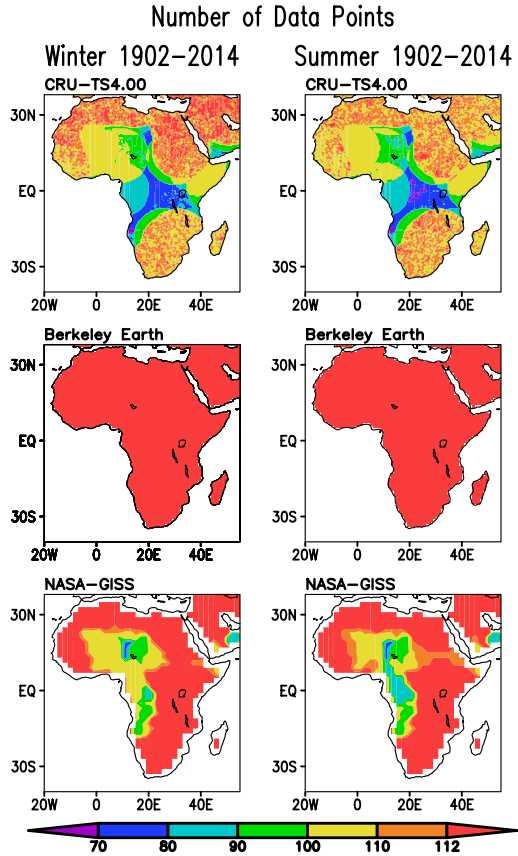 Number of Data Points
Winter 1902-2014 Summer 1902-2014
CRU-TS4.00 CRU-TS4.00
30N 30N
EQ EQ
30S 30S
20W 0 20E 40E 20W 0 20E 40E
Berkeley Earth Berkeley Earth
30N 30N
EQ EQ
30S 30S
20W 0 20E 40E 20W 0 20E 40E
NASA-GISS NASA-GISS
30N 30N
EQ EQ
30S 30S
20W 0 20E 40E 20W 0 20E 40E
70 80 90 100 110 112